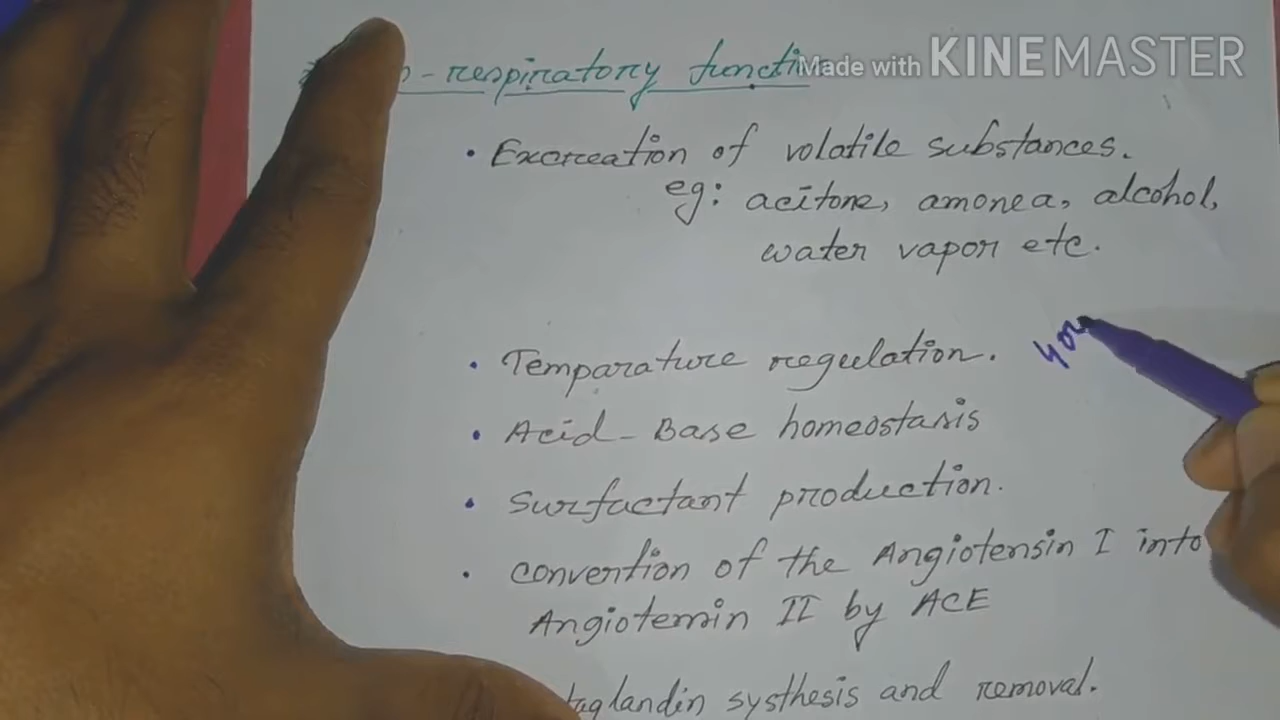 -respiratory functi
Made with KINEMASTER
• Excreation of volatile substances.
eg: acitone, amonea, alcohol,
water vapor etc.
• Temparature regulation.
• Acid-Base homeostasis
• Surfactant production.
• convertion of the Angiotensin I into
Angiotensin II by ACE
taglandin systhesis and removal.